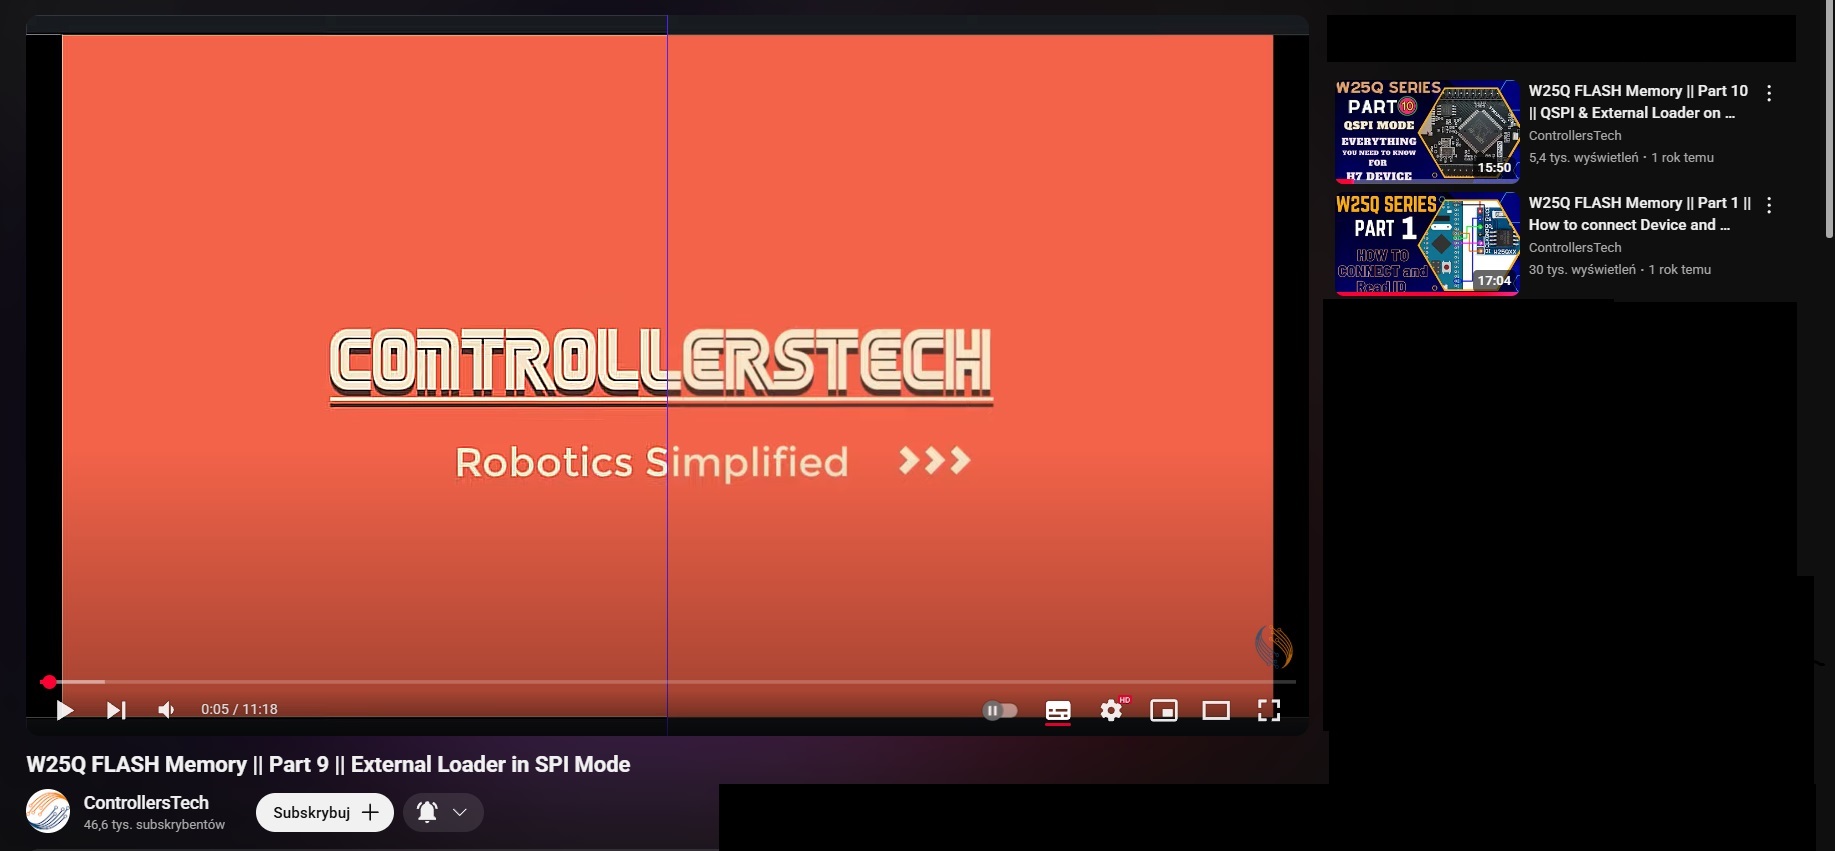 CONTROLLERSTECH
Robotics Simplified
0:05 / 11:18
HD
W25Q FLASH Memory || Part 9 || External Loader in SPI Mode
ControllersTech
46,6 tys. subskrybentów
Subskrybuj
W25Q SERIES
PART 10
QSPI MODE
EVERYTHING
YOU NEED TO KNOW
FOR
H7 DEVICE
15:50
W25Q FLASH Memory || Part 10
|| QSPI & External Loader on ...
ControllersTech
5,4 tys. wyświetleń • 1 rok temu
W25Q SERIES
PART 1
HOW TO
CONNECT and
Read ID
17:04
W25Q FLASH Memory || Part 1 ||
How to connect Device and ...
ControllersTech
30 tys. wyświetleń • 1 rok temu